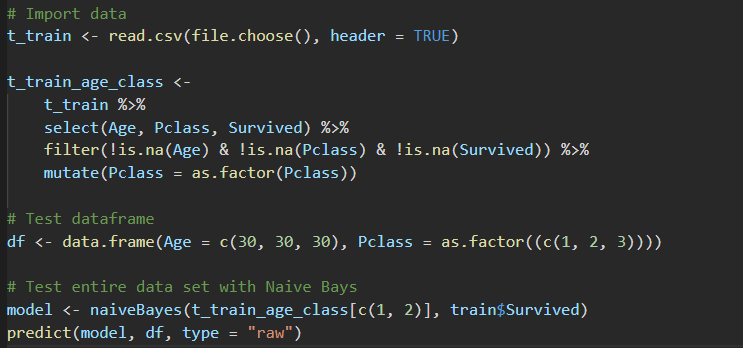 # Import data
t_train <- read.csv(file.choose(), header = TRUE)
t_train_age_class <-
t_train %>%
select(Age, Pclass, Survived) %>%
filter(!is.na(Age) & !is.na(Pclass) & !is.na(Survived)) %>%
mutate(Pclass = as.factor(Pclass))
# Test dataframe
df <- data.frame(Age = c(30, 30, 30), Pclass = as.factor((c(1, 2, 3))))
# Test entire data set with Naive Bays
model <- naiveBayes(t_train_age_class[c(1, 2)], train$Survived)
predict(model, df, type = "raw")